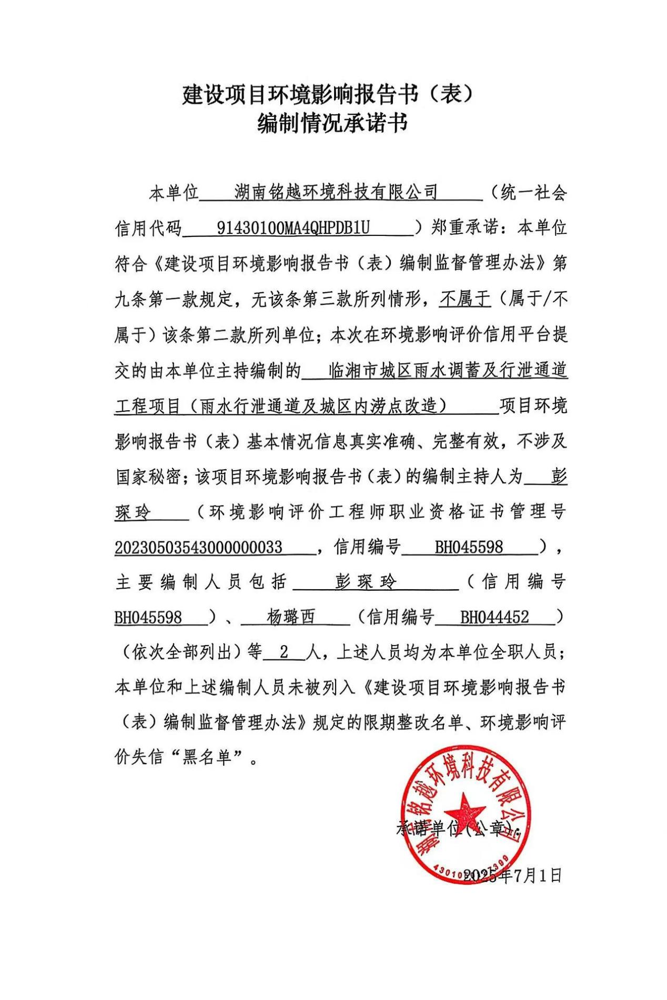 建设项目环境影响报告书（表）
编制情况承诺书
本单位 湖南铭越环境科技有限公司 （统一社会
信用代码 91430100MA4QHPDB1U ）郑重承诺：本单位
符合《建设项目环境影响报告书（表）编制监督管理办法》第
九条第一款规定，无该条第三款所列情形，不属于（属于/不
属于）该条第二款所列单位；本次在环境影响评价信用平台提
交的由本单位主持编制的 临湘市城区雨水调蓄及行泄通道
工程项目（雨水行泄通道及城区内涝点改造） 项目环境
影响报告书（表）基本情况信息真实准确、完整有效，不涉及
国家秘密；该项目环境影响报告书（表）的编制主持人为 彭
琛玲 （环境影响评价工程师职业资格证书管理号
20230503543000000033 ，信用编号 BH045598 ），
主要编制人员包括 彭琛玲 （信用编号
BH045598 ）、 杨璐西 （信用编号 BH044452 ）
（依次全部列出）等 2 人，上述人员均为本单位全职人员；
本单位和上述编制人员未被列入《建设项目环境影响报告书
（表）编制监督管理办法》规定的限期整改名单、环境影响评
价失信“黑名单”。
湖南铭越环境科技有限公司
承诺单位(公章)：
2025年7月1日